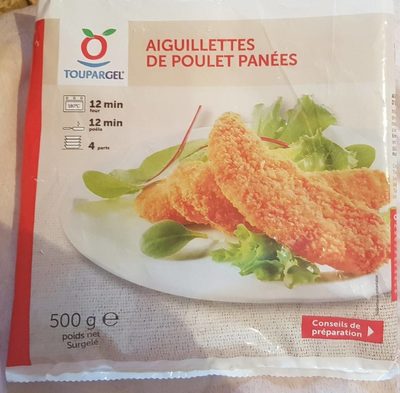 TOUPARGEL
AIGUILLETTES
DE POULET PANÉES
180°C
12 min
four
12 min
poêle
4 parts
500 g e
poids net
Surgelé
Conseils de
préparation